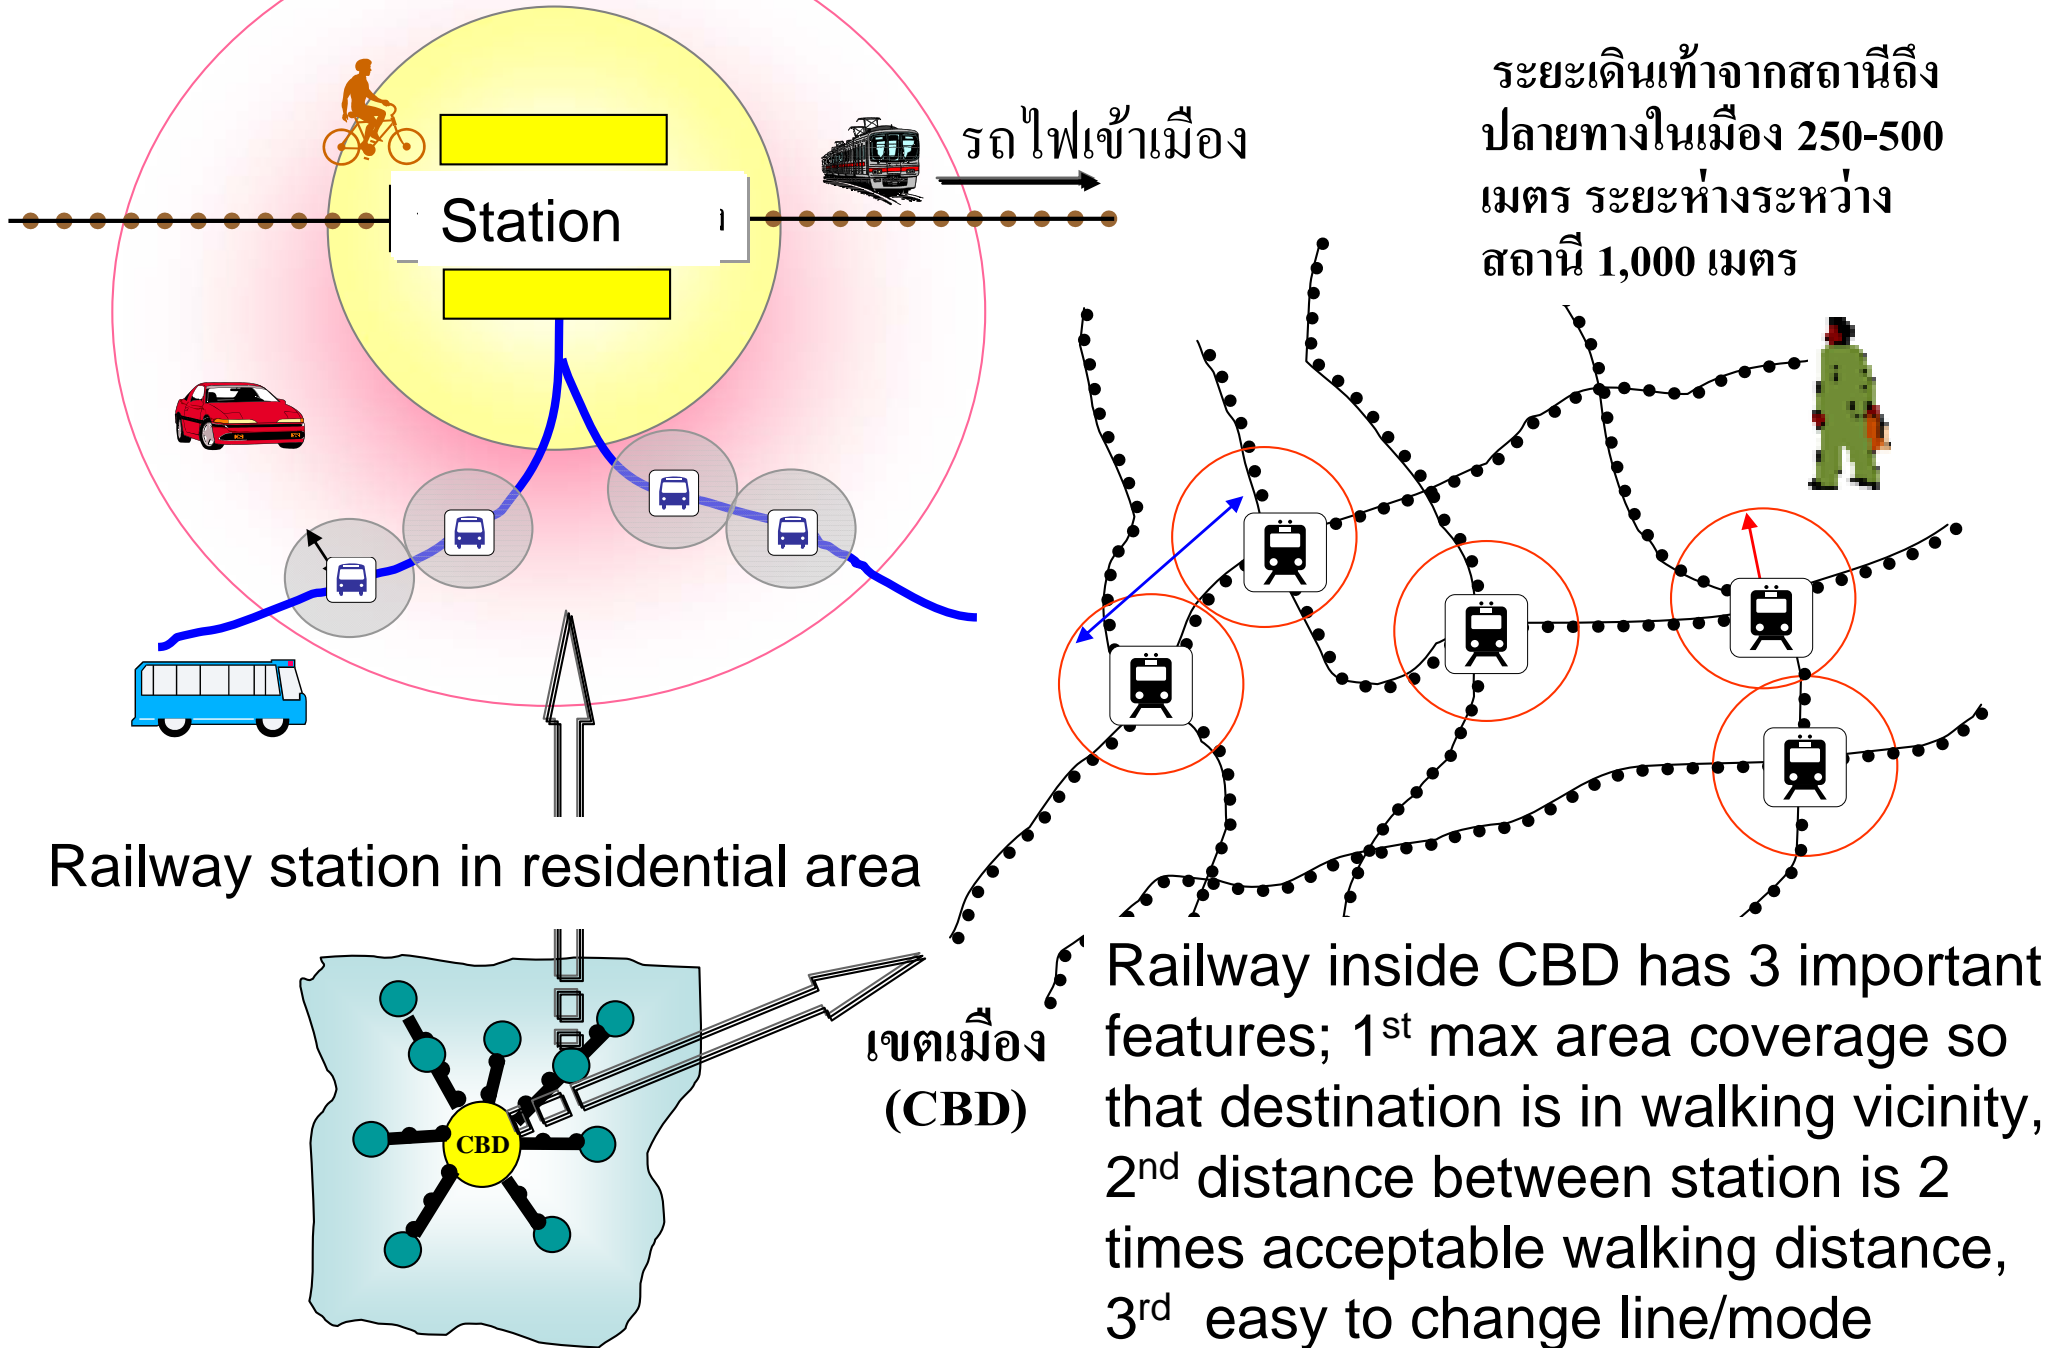 ระยะเดินเท้าจากสถานีถึง
ปลายทางในเมือง 250-500
เมตร ระยะห่างระหว่าง
สถานี 1,000 เมตร
รถไฟเข้าเมือง
Station
Railway station in residential area
เขตเมือง
(CBD)
CBD
Railway inside CBD has 3 important
features; 1st max area coverage so
that destination is in walking vicinity,
2nd distance between station is 2
times acceptable walking distance,
3rd easy to change line/mode